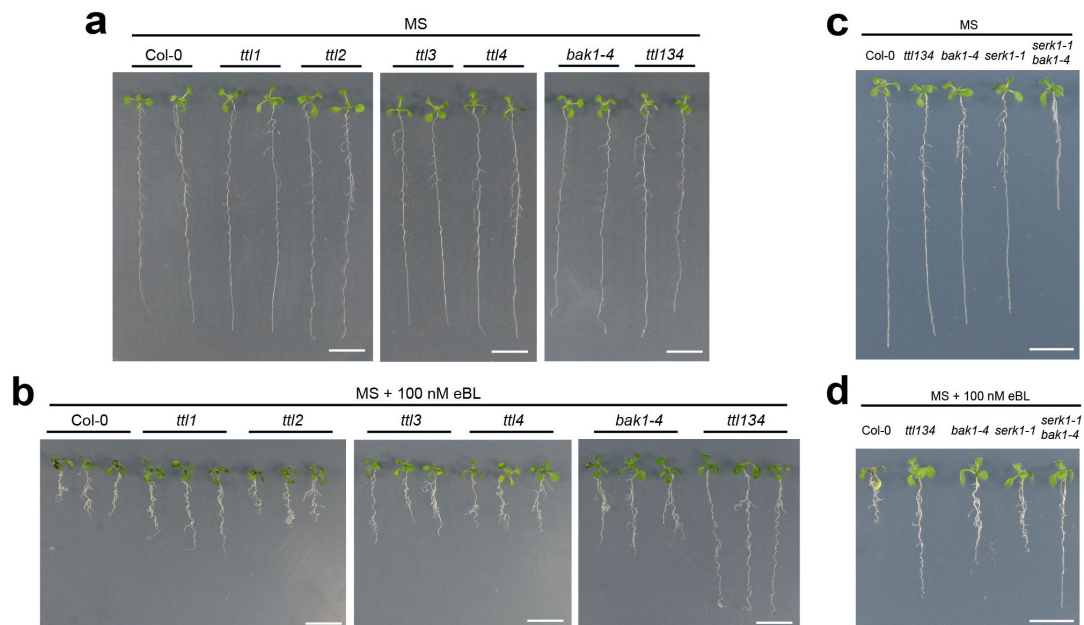 a
MS
Col-0 ttl1 ttl2 ttl3 ttl4 bak1-4 ttl134
b
MS + 100 nM eBL
Col-0 ttl1 ttl2 ttl3 ttl4 bak1-4 ttl134
c
MS
Col-0 ttl134 bak1-4 serk1-1 serk1-1
bak1-4
d
MS + 100 nM eBL
Col-0 ttl134 bak1-4 serk1-1 serk1-1
bak1-4